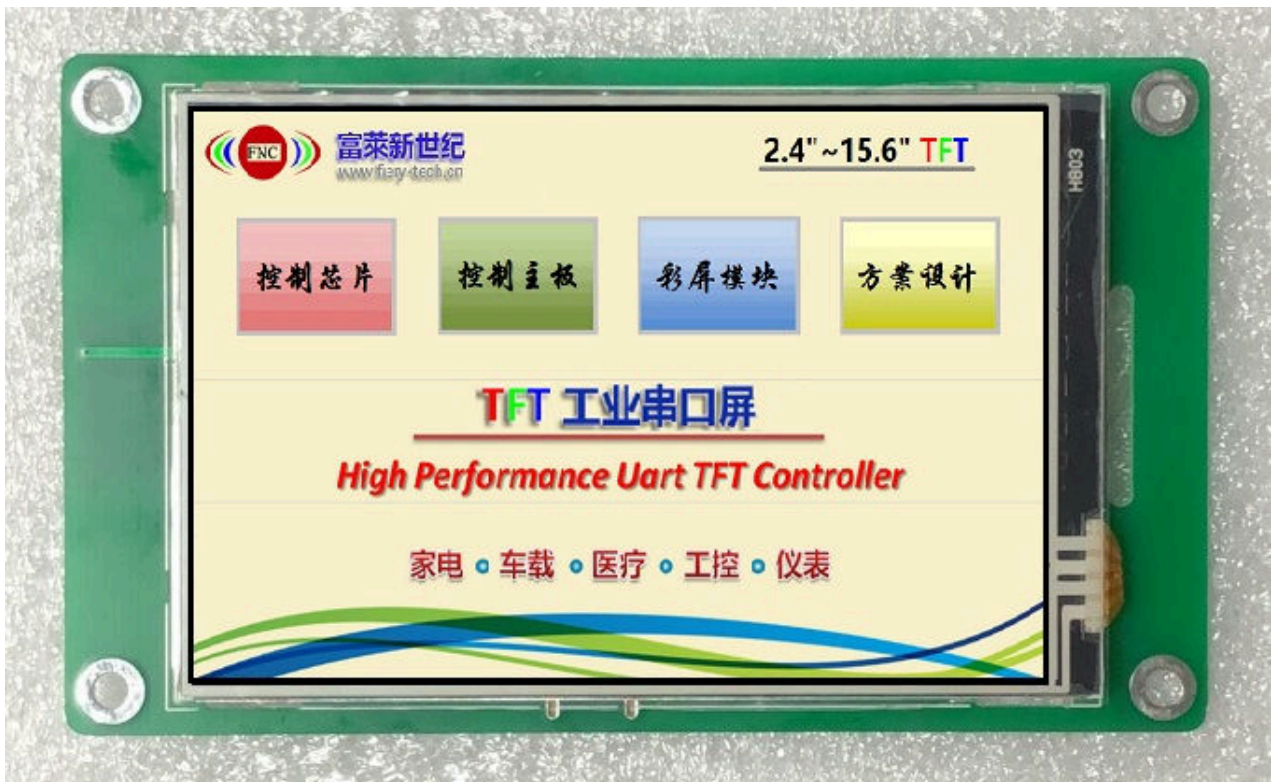 FNC
富莱新世纪
www.fiary-tech.cn
2.4"~15.6" TFT
H803
控制芯片
控制主板
彩屏模块
方案设计
TFT 工业串口屏
High Performance Uart TFT Controller
家电 • 车载 • 医疗 • 工控 • 仪表